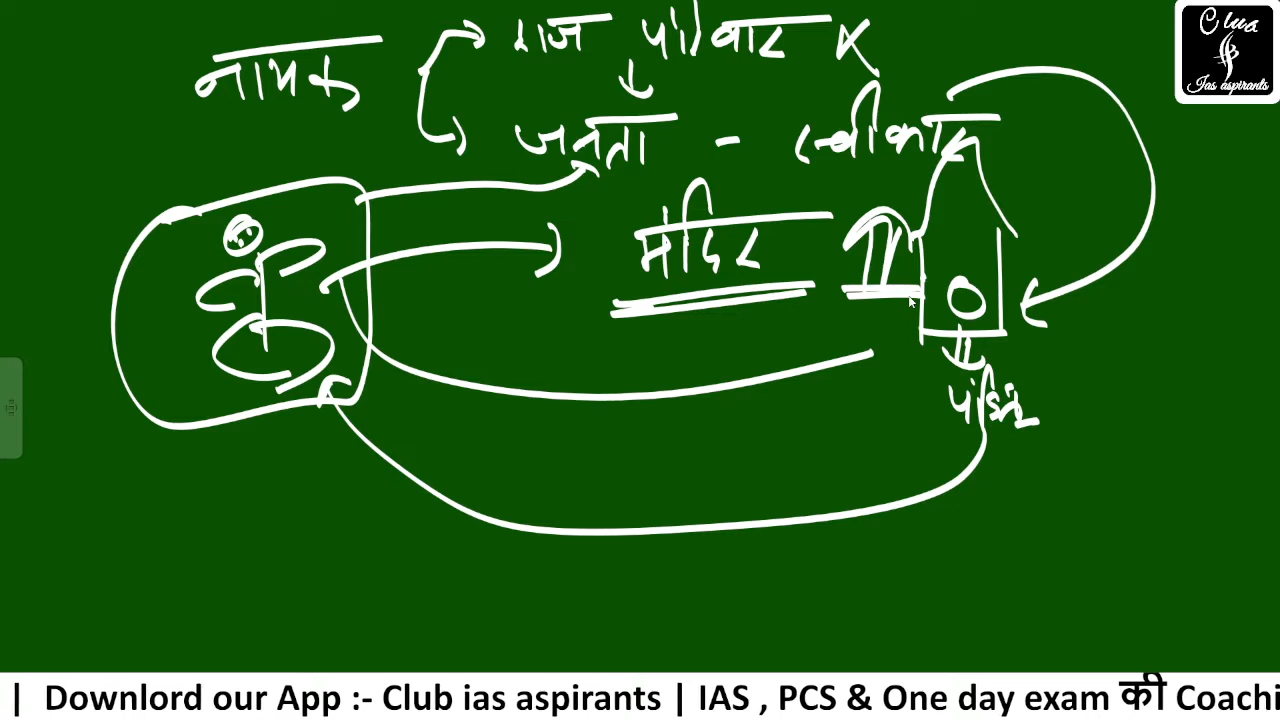 Club
Ias aspirants
राज परिवार X
नायक
जनता - स्वीकार
मंदिर
पंडित
| Downlord our App :- Club ias aspirants | IAS , PCS & One day exam की Coachi